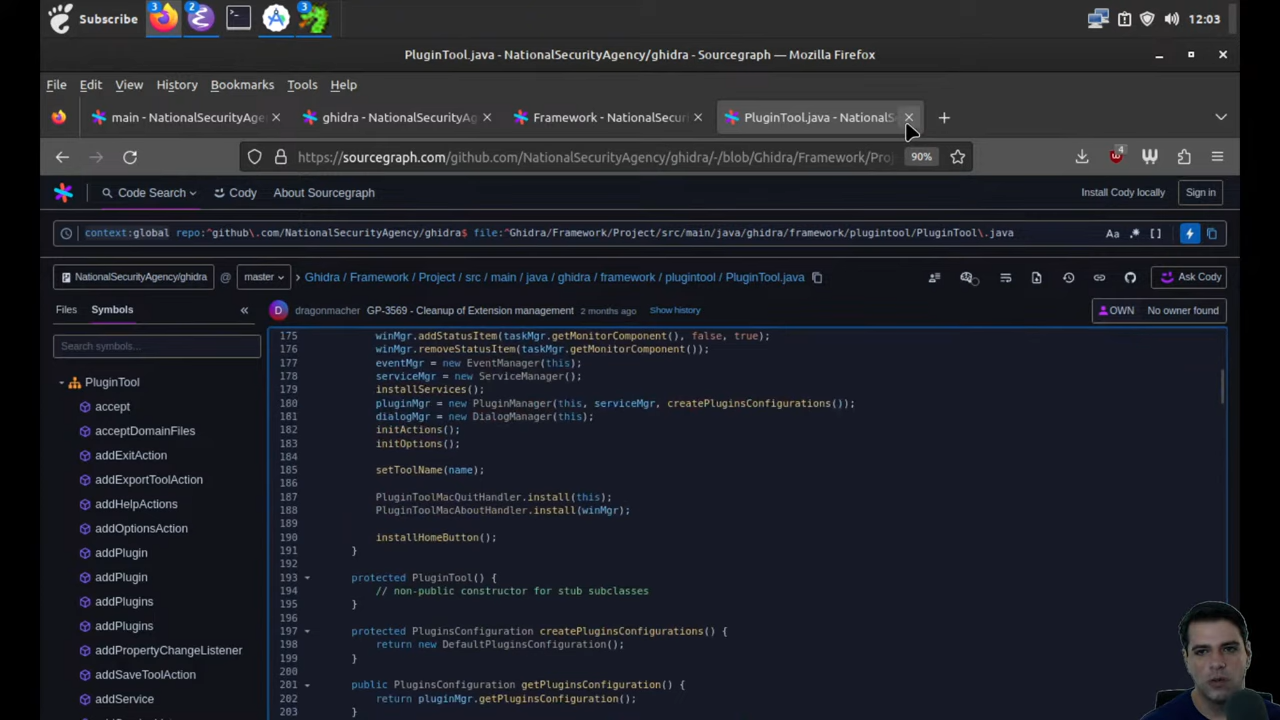 Subscribe 3 3 3 12:03
PluginTool.java - NationalSecurityAgency/ghidra - Sourcegraph — Mozilla Firefox
File Edit View History Bookmarks Tools Help
main - NationalSecurityAge ghidra - NationalSecurityAg Framework - NationalSecuri PluginTool.java - NationalS
https://sourcegraph.com/github.com/NationalSecurityAgency/ghidra/-/blob/Ghidra/Framework/Proj 90% 4
Code Search Cody About Sourcegraph Install Cody locally Sign in
context:global repo:^github\.com/NationalSecurityAgency/ghidra$ file:^Ghidra/Framework/Project/src/main/java/ghidra/framework/plugintool/PluginTool\.java Aa .* []
NationalSecurityAgency/ghidra @ master > Ghidra / Framework / Project / src / main / java / ghidra / framework / plugintool / PluginTool.java Ask Cody
Files Symbols « D dragonmacher GP-3569 - Cleanup of Extension management 2 months ago Show history OWN No owner found
Search symbols...
PluginTool
accept
acceptDomainFiles
addExitAction
addExportToolAction
addHelpActions
addOptionsAction
addPlugin
addPlugin
addPlugins
addPlugins
addPropertyChangeListener
addSaveToolAction
addService
175 winMgr.addStatusItem(taskMgr.getMonitorComponent(), false, true);
176 winMgr.removeStatusItem(taskMgr.getMonitorComponent());
177 eventMgr = new EventManager(this);
178 serviceMgr = new ServiceManager();
179 installServices();
180 pluginMgr = new PluginManager(this, serviceMgr, createPluginsConfigurations());
181 dialogMgr = new DialogManager(this);
182 initActions();
183 initOptions();
184
185 setToolName(name);
186
187 PluginToolMacQuitHandler.install(this);
188 PluginToolMacAboutHandler.install(winMgr);
189
190 installHomeButton();
191 }
192
193 protected PluginTool() {
194 // non-public constructor for stub subclasses
195 }
196
197 protected PluginsConfiguration createPluginsConfigurations() {
198 return new DefaultPluginsConfiguration();
199 }
200
201 public PluginsConfiguration getPluginsConfiguration() {
202 return pluginMgr.getPluginsConfiguration();
203 }